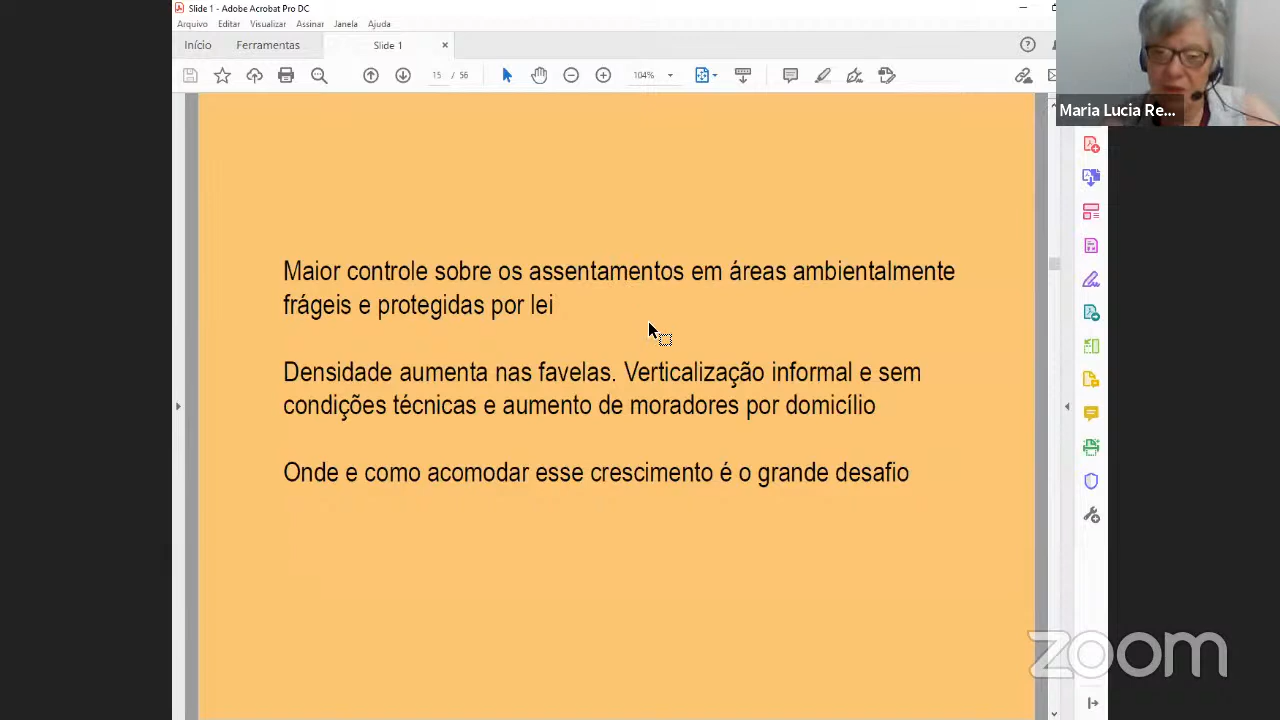 Slide 1 - Adobe Acrobat Pro DC
Arquivo Editar Visualizar Assinar Janela Ajuda
Início Ferramentas Slide 1 ×
15 / 56 104%
Maria Lucia Re...
Maior controle sobre os assentamentos em áreas ambientalmente
frágeis e protegidas por lei
Densidade aumenta nas favelas. Verticalização informal e sem
condições técnicas e aumento de moradores por domicílio
Onde e como acomodar esse crescimento é o grande desafio
zoom